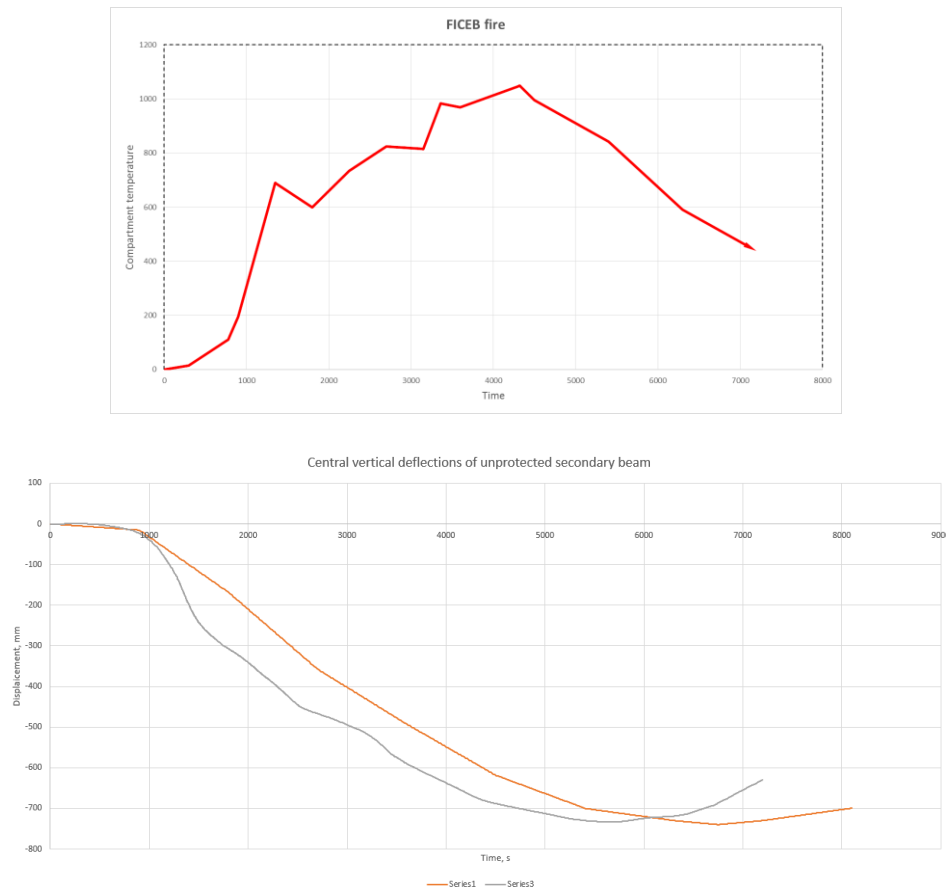 FICEB fire
1200
1000
800
600
400
200
0
Compartment temperature
0 1000 2000 3000 4000 5000 6000 7000 8000
Time
Central vertical deflections of unprotected secondary beam
100
0
-100
-200
-300
-400
-500
-600
-700
-800
Displaicement, mm
0 1000 2000 3000 4000 5000 6000 7000 8000 9000
Time, s
Series1 Series3